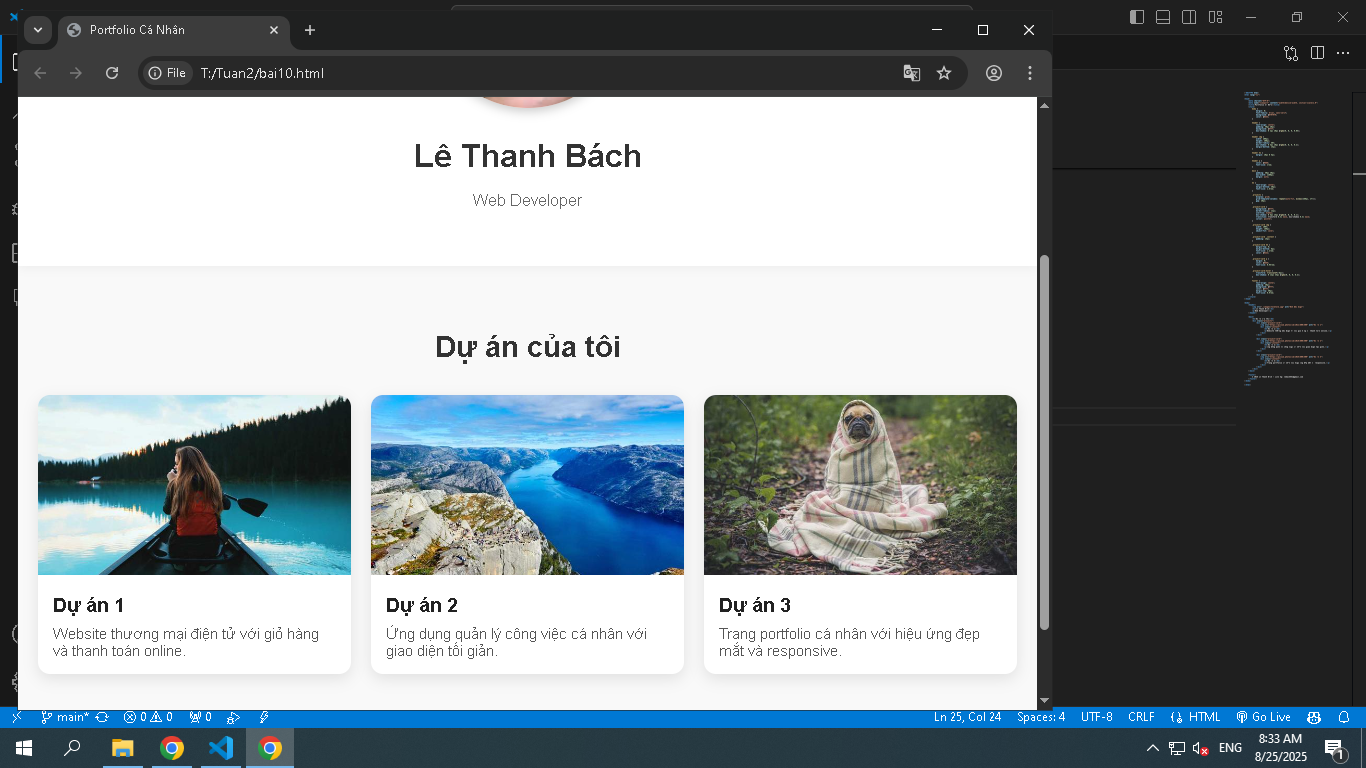 Portfolio Cá Nhân
File
T:/Tuan2/bai10.html
Lê Thanh Bách
Web Developer
Dự án của tôi
Dự án 1
Website thương mại điện tử với giỏ hàng
và thanh toán online.
Dự án 2
Ứng dụng quản lý công việc cá nhân với
giao diện tối giản.
Dự án 3
Trang portfolio cá nhân với hiệu ứng đẹp
mắt và responsive.
main* 0 0 0 Ln 25, Col 24 Spaces: 4 UTF-8 CRLF HTML Go Live
ENG
8:33 AM
8/25/2025
1